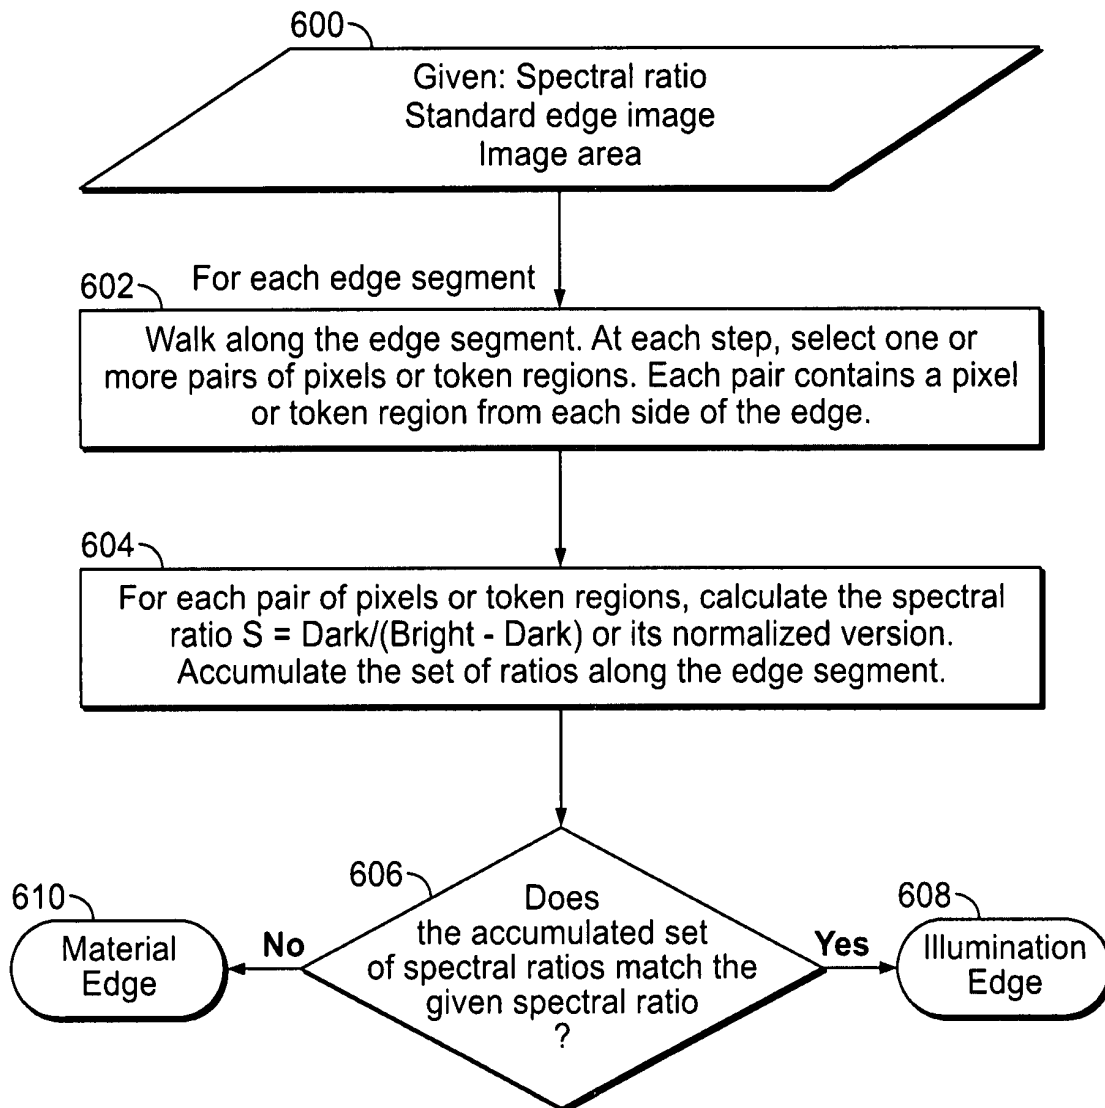 600
Given: Spectral ratio
Standard edge image
Image area
For each edge segment
602
Walk along the edge segment. At each step, select one or
more pairs of pixels or token regions. Each pair contains a pixel
or token region from each side of the edge.
604
For each pair of pixels or token regions, calculate the spectral
ratio S = Dark/(Bright - Dark) or its normalized version.
Accumulate the set of ratios along the edge segment.
606
Does
the accumulated set
of spectral ratios match the
given spectral ratio
?
610
Material
Edge
No
Yes
608
Illumination
Edge